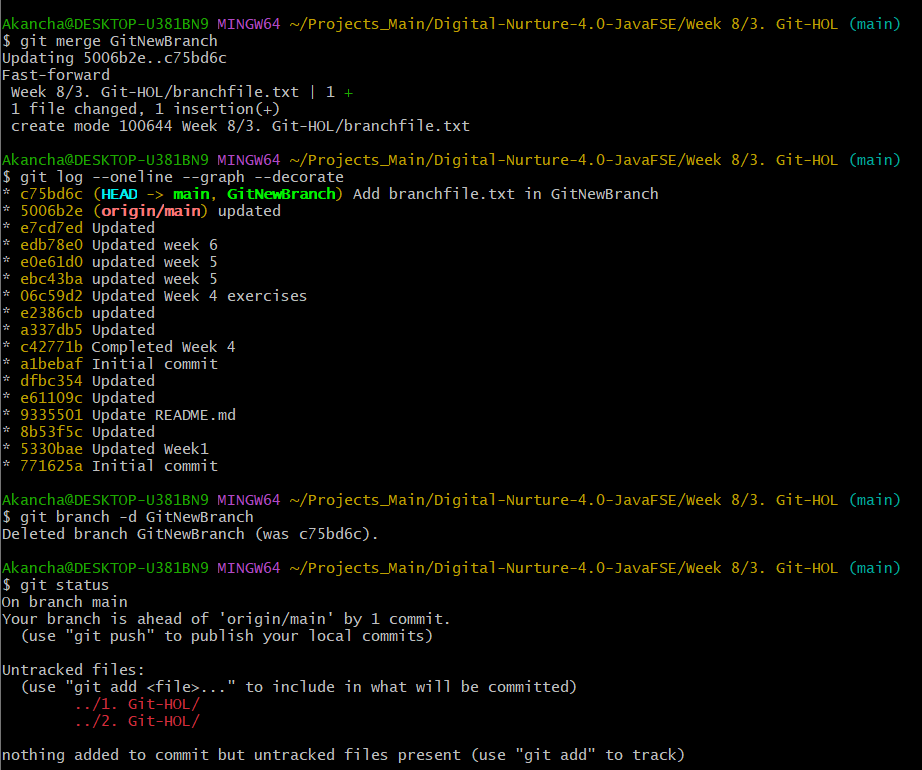 Akancha@DESKTOP-U381BN9 MINGW64 ~/Projects_Main/Digital-Nurture-4.0-JavaFSE/Week 8/3. Git-HOL (main)
$ git merge GitNewBranch
Updating 5006b2e..c75bd6c
Fast-forward
 Week 8/3. Git-HOL/branchfile.txt | 1 +
 1 file changed, 1 insertion(+)
 create mode 100644 Week 8/3. Git-HOL/branchfile.txt

Akancha@DESKTOP-U381BN9 MINGW64 ~/Projects_Main/Digital-Nurture-4.0-JavaFSE/Week 8/3. Git-HOL (main)
$ git log --oneline --graph --decorate
* c75bd6c (HEAD -> main, GitNewBranch) Add branchfile.txt in GitNewBranch
* 5006b2e (origin/main) updated
* e7cd7ed Updated
* edb78e0 Updated week 6
* e0e61d0 updated week 5
* ebc43ba updated week 5
* 06c59d2 Updated Week 4 exercises
* e2386cb updated
* a337db5 Updated
* c42771b Completed Week 4
* a1bebaf Initial commit
* dfbc354 Updated
* e61109c Updated
* 9335501 Update README.md
* 8b53f5c Updated
* 5330bae Updated Week1
* 771625a Initial commit

Akancha@DESKTOP-U381BN9 MINGW64 ~/Projects_Main/Digital-Nurture-4.0-JavaFSE/Week 8/3. Git-HOL (main)
$ git branch -d GitNewBranch
Deleted branch GitNewBranch (was c75bd6c).

Akancha@DESKTOP-U381BN9 MINGW64 ~/Projects_Main/Digital-Nurture-4.0-JavaFSE/Week 8/3. Git-HOL (main)
$ git status
On branch main
Your branch is ahead of 'origin/main' by 1 commit.
  (use "git push" to publish your local commits)

Untracked files:
  (use "git add <file>..." to include in what will be committed)
        ../1. Git-HOL/
        ../2. Git-HOL/

nothing added to commit but untracked files present (use "git add" to track)